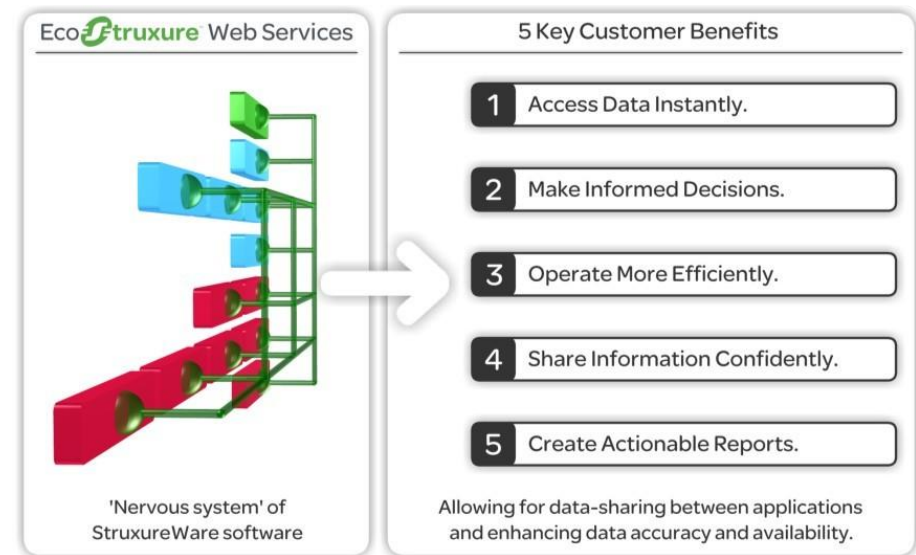 EcoStruxure™ Web Services
'Nervous system' of
StruxureWare software
5 Key Customer Benefits
1 Access Data Instantly.
2 Make Informed Decisions.
3 Operate More Efficiently.
4 Share Information Confidently.
5 Create Actionable Reports.
Allowing for data-sharing between applications
and enhancing data accuracy and availability.